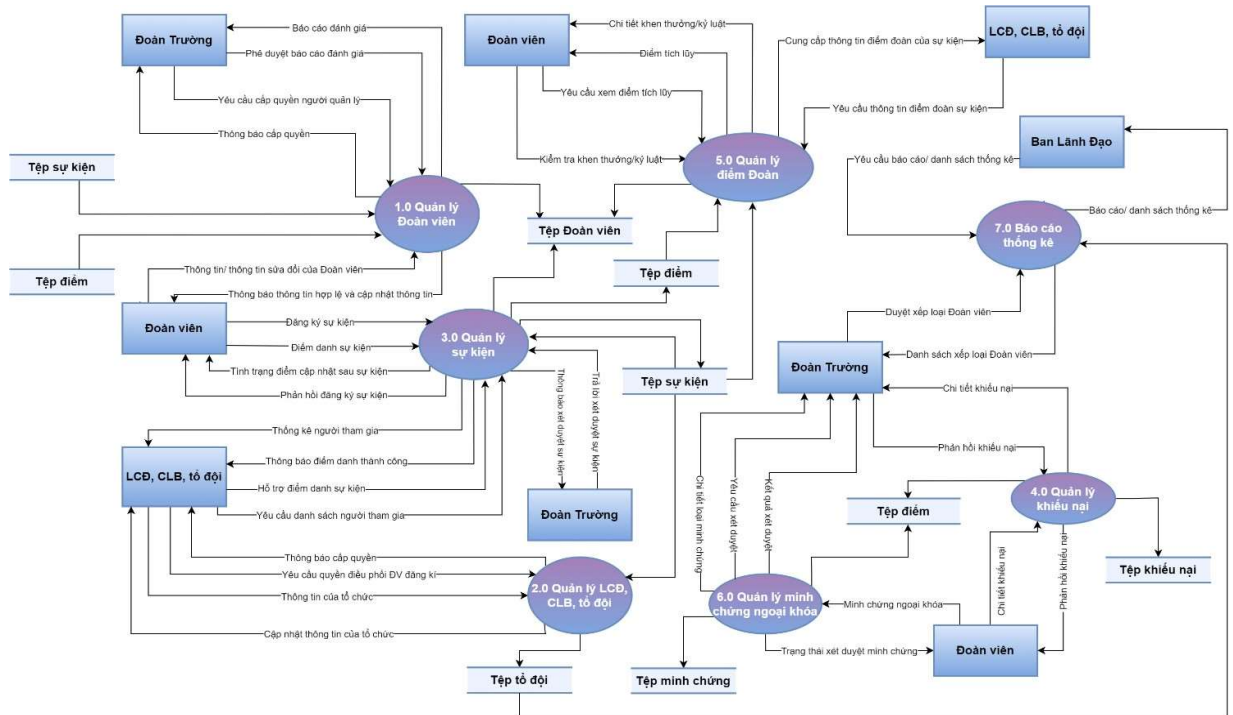 Đoàn Trường
Báo cáo đánh giá
Phê duyệt báo cáo đánh giá
Yêu cầu cấp quyền người quản lý
Thông báo cấp quyền
Tệp sự kiện
1.0 Quản lý
Đoàn viên
Tệp điểm
Đoàn viên
Chi tiết khen thưởng/kỷ luật
Điểm tích lũy
Yêu cầu xem điểm tích lũy
Kiểm tra khen thưởng/kỷ luật
5.0 Quản lý
điểm Đoàn
Cung cấp thông tin điểm đoàn của sự kiện
LCĐ, CLB, tổ đội
Yêu cầu thông tin điểm đoàn sự kiện
Ban Lãnh Đạo
Yêu cầu báo cáo/ danh sách thống kê
Báo cáo/ danh sách thống kê
7.0 Báo cáo
thống kê
Tệp Đoàn viên
Tệp điểm
Thông tin/ thông tin sửa đổi của Đoàn viên
Thông báo thông tin hợp lệ và cập nhật thông tin
Đoàn viên
Đăng ký sự kiện
Điểm danh sự kiện
Tình trạng điểm cập nhật sau sự kiện
Phản hồi đăng ký sự kiện
3.0 Quản lý
sự kiện
Tệp sự kiện
Thông báo xét duyệt sự kiện
Trả lời xét duyệt sự kiện
Đoàn Trường
Thống kê người tham gia
Thông báo điểm danh thành công
LCĐ, CLB, tổ đội
Hỗ trợ điểm danh sự kiện
Yêu cầu danh sách người tham gia
Thông báo cấp quyền
Yêu cầu quyền điều phối ĐV đăng kí
Thông tin của tổ chức
Cập nhật thông tin của tổ chức
2.0 Quản lý LCĐ,
CLB, tổ đội
Tệp tổ đội
Duyệt xếp loại Đoàn viên
Danh sách xếp loại Đoàn viên
Đoàn Trường
Chi tiết khiếu nại
Phản hồi khiếu nại
4.0 Quản lý
khiếu nại
Tệp điểm
Tệp khiếu nại
Chi tiết loại minh chứng
Yêu cầu xét duyệt
Kết quả xét duyệt
6.0 Quản lý minh
chứng ngoại khóa
Minh chứng ngoại khóa
Trạng thái xét duyệt minh chứng
Chi tiết khiếu nại
Phản hồi khiếu nại
Đoàn viên
Tệp minh chứng